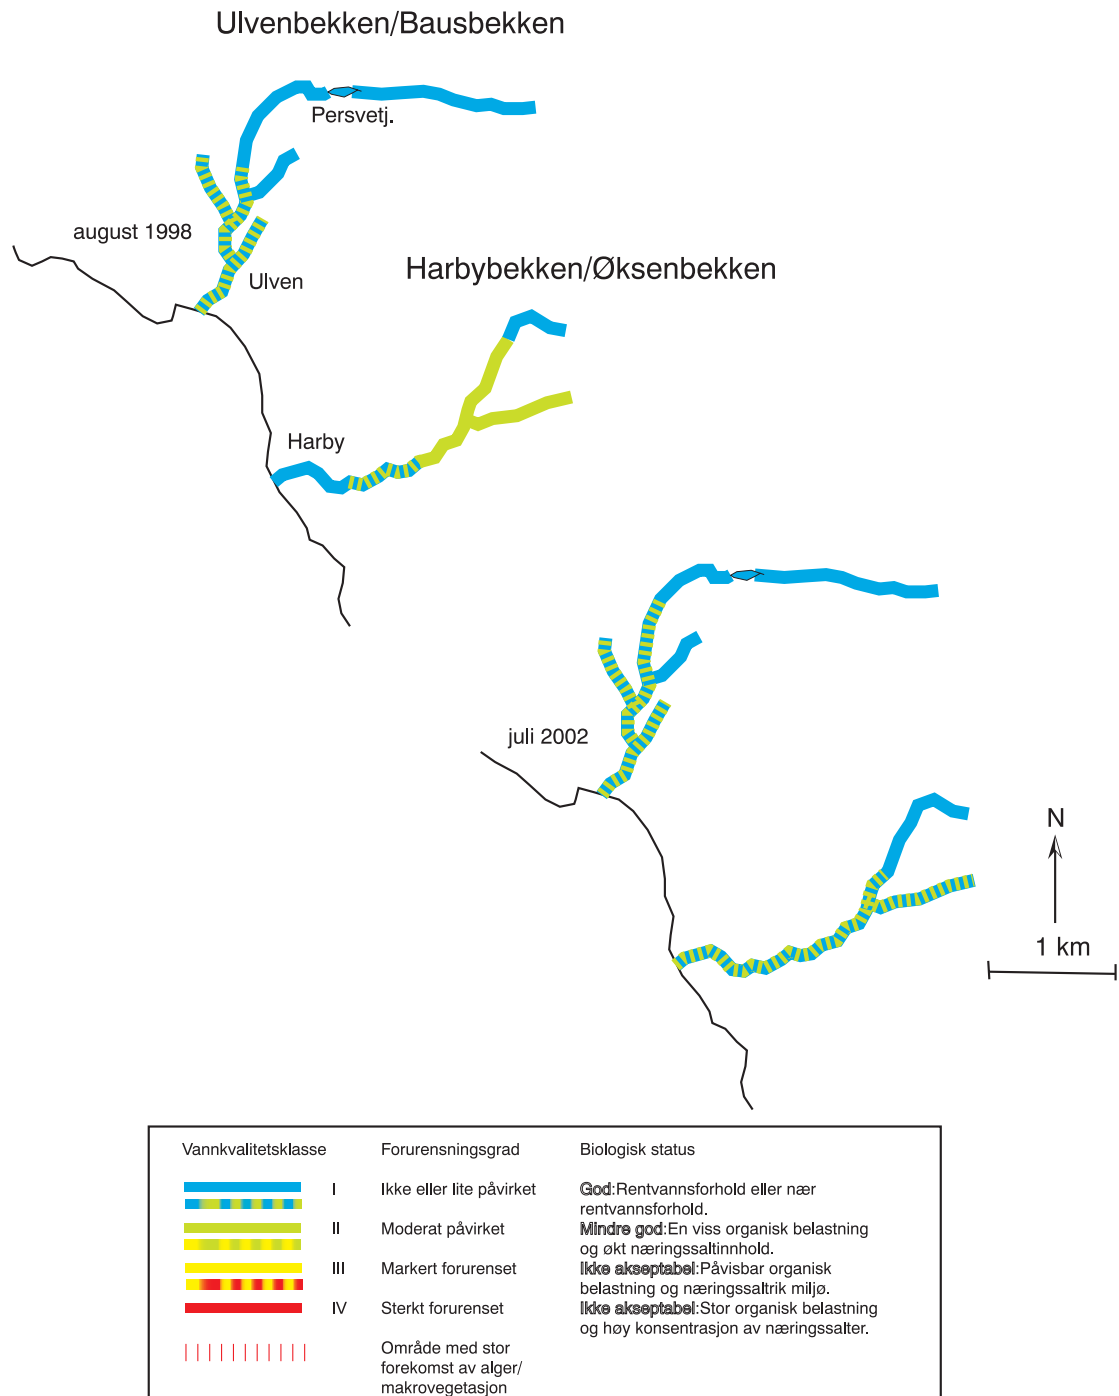 Ulvenbekken/Bausbekken
Persvetj.
august 1998
Ulven
Harbybekken/Øksenbekken
Harby
juli 2002
N
1 km
Vannkvalitetsklasse Forurensningsgrad Biologisk status
I Ikke eller lite påvirket God:Rentvannsforhold eller nær
rentvannsforhold.
II Moderat påvirket Mindre god:En viss organisk belastning
og økt næringssaltinnhold.
III Markert forurenset Ikke akseptabel:Påvisbar organisk
belastning og næringssaltrik miljø.
IV Sterkt forurenset Ikke akseptabel:Stor organisk belastning
og høy konsentrasjon av næringssalter.
Område med stor
forekomst av alger/
makrovegetasjon